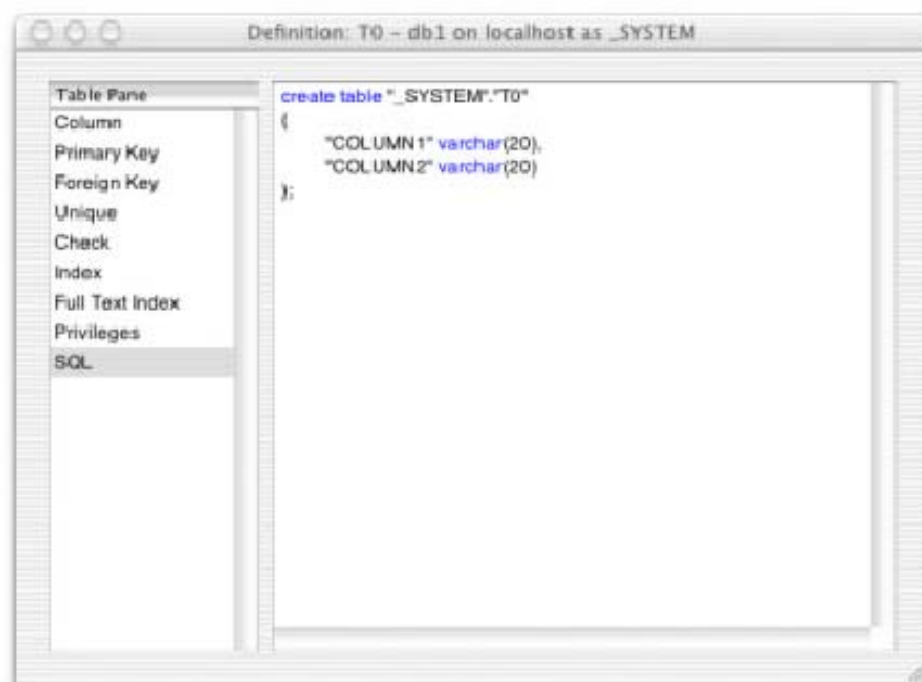 Definition: T0 – db1 on localhost as _SYSTEM
Table Pane
Column
Primary Key
Foreign Key
Unique
Check
Index
Full Text Index
Privileges
SQL
create table "_SYSTEM"."T0"
(
"COLUMN1" varchar(20),
"COLUMN2" varchar(20)
);